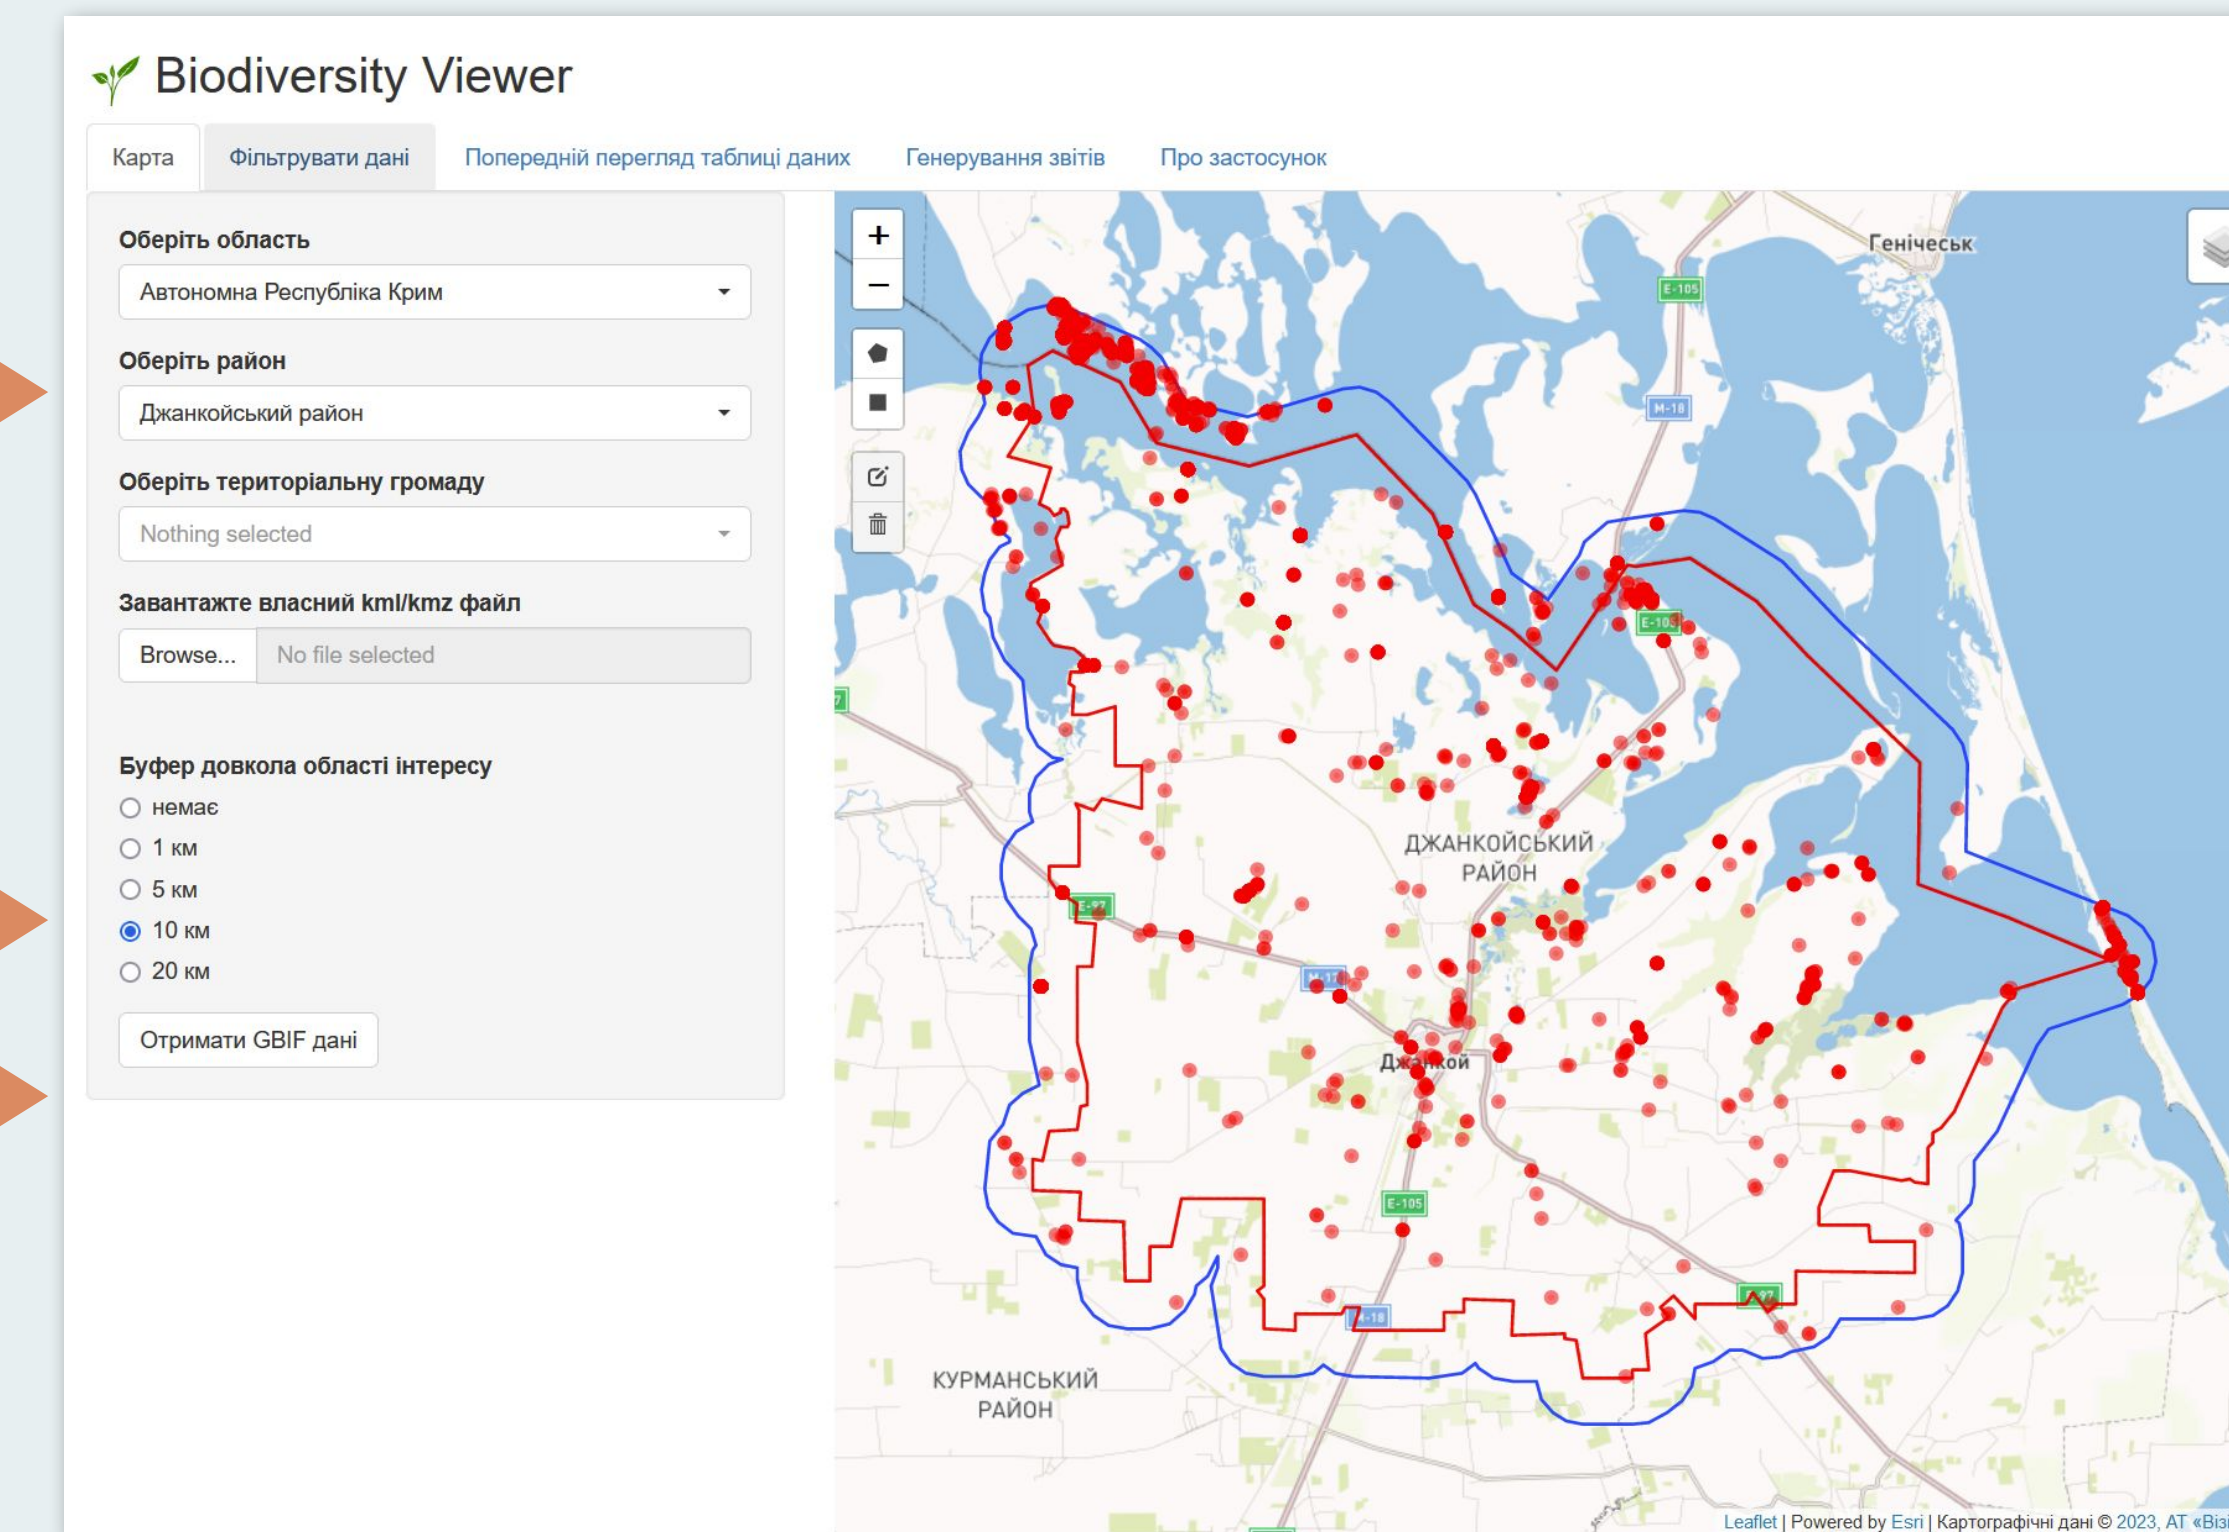 Biodiversity Viewer
Карта
Фільтрувати дані
Попередній перегляд таблиці даних
Генерування звітів
Про застосунок
Оберіть область
Автономна Республіка Крим
Оберіть район
Джанкойський район
Оберіть територіальну громаду
Nothing selected
Завантажте власний kml/kmz файл
Browse...
No file selected
Буфер довкола області інтересу
немає
1 км
5 км
10 км
20 км
Отримати GBIF дані
+
−
Генічеськ
E-105
M-18
ДЖАНКОЙСЬКИЙ
РАЙОН
E-97
Джанкой
E-105
M-18
КУРМАНСЬКИЙ
РАЙОН
Leaflet | Powered by Esri | Картографічні дані © 2023, АТ «Візі